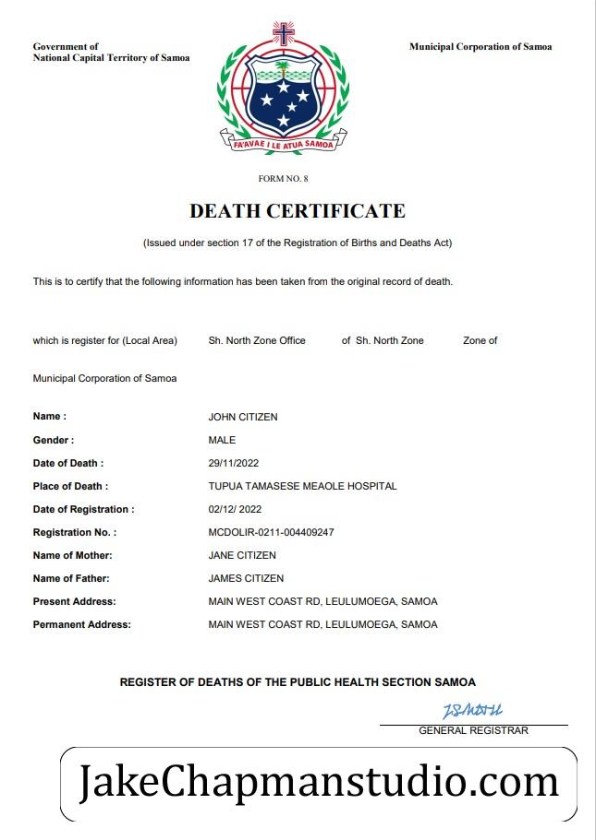 Government of
National Capital Territory of Samoa
Municipal Corporation of Samoa
FA'AVAE I LE ATUA SAMOA
FORM NO. 8
DEATH CERTIFICATE
(Issued under section 17 of the Registration of Births and Deaths Act)
This is to certify that the following information has been taken from the original record of death.
which is register for (Local Area) Sh. North Zone Office of Sh. North Zone Zone of
Municipal Corporation of Samoa
Name : JOHN CITIZEN
Gender : MALE
Date of Death : 29/11/2022
Place of Death : TUPUA TAMASESE MEAOLE HOSPITAL
Date of Registration : 02/12/ 2022
Registration No. : MCDOLIR-0211-004409247
Name of Mother: JANE CITIZEN
Name of Father: JAMES CITIZEN
Present Address: MAIN WEST COAST RD, LEULUMOEGA, SAMOA
Permanent Address: MAIN WEST COAST RD, LEULUMOEGA, SAMOA
REGISTER OF DEATHS OF THE PUBLIC HEALTH SECTION SAMOA
GENERAL REGISTRAR
JakeChapmanstudio.com